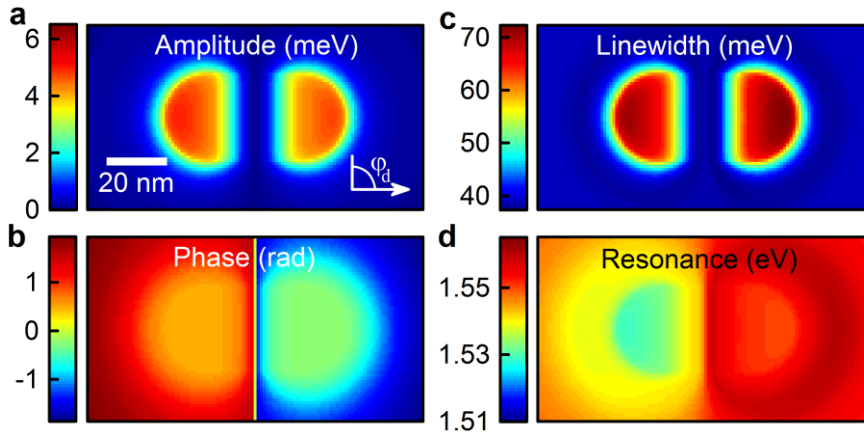 a
Amplitude (meV)
6
4
2
0
20 nm
φd
c
Linewidth (meV)
70
60
50
40
b
Phase (rad)
1
0
-1
d
Resonance (eV)
1.55
1.53
1.51